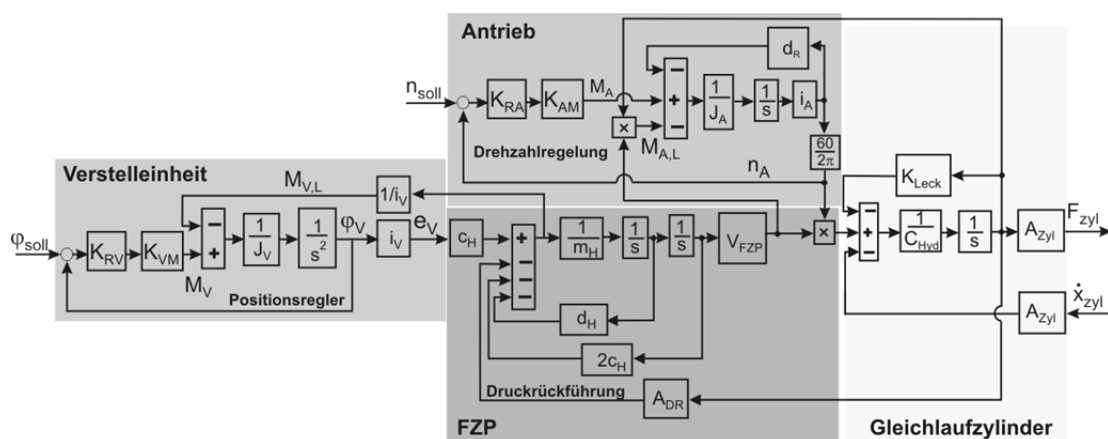 Antrieb
d_R
n_soll
K_RA
K_AM
M_A
−
+
−
1/J_A
1/s
i_A
×
M_A,L
60/2π
Drehzahlregelung
n_A
Verstelleinheit
M_V,L
1/i_V
φ_soll
K_RV
K_VM
−
+
1/J_V
1/s²
φ_V
i_V
e_V
M_V
Positionsregler
c_H
+
−
−
−
1/m_H
1/s
1/s
V_FZP
×
d_H
2c_H
Druckrückführung
A_DR
FZP
K_Leck
−
+
−
1/C_Hyd
1/s
A_Zyl
F_zyl
A_Zyl
ẋ_zyl
Gleichlaufzylinder